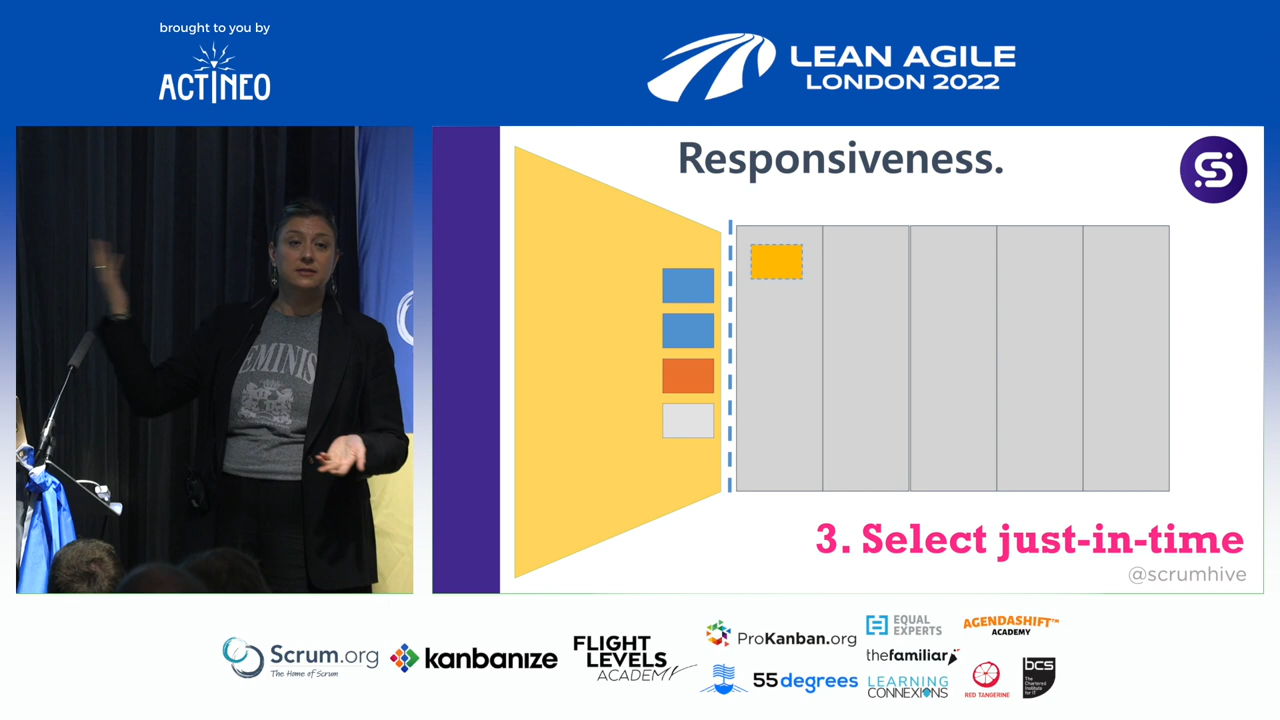 brought to you by
ACTINEO
LEAN AGILE
LONDON 2022
Responsiveness.
EMINIS
3. Select just-in-time
@scrumhive
Scrum.org
The Home of Scrum
kanbanize
FLIGHT
LEVELS
ACADEMY
ProKanban.org
55degrees
EQUAL
EXPERTS
AGENDASHIFT™
ACADEMY
thefamiliar
LEARNING
CONNEXIONS
RED TANGERINE
bcs
The
Chartered
Institute
for IT